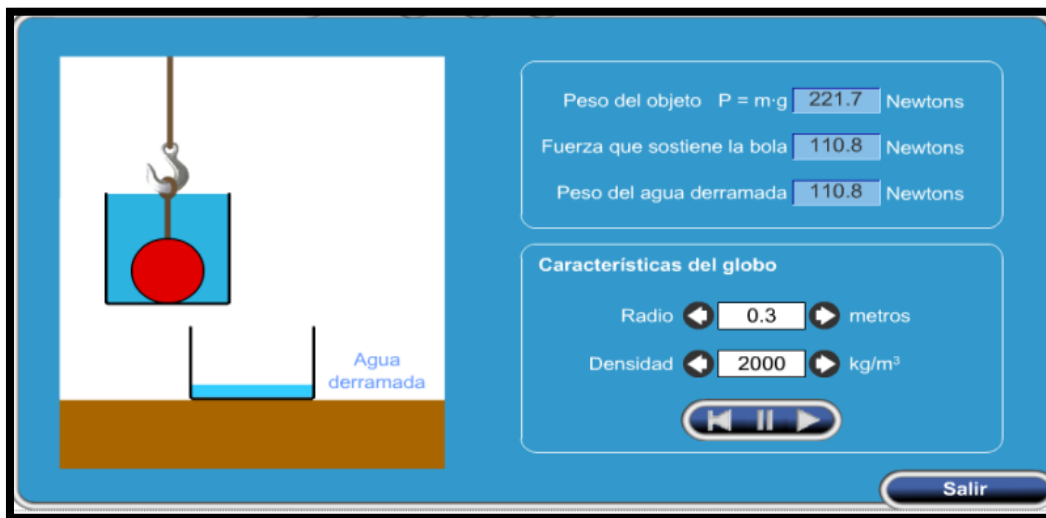 Peso del objeto P = m·g 221.7 Newtons
Fuerza que sostiene la bola 110.8 Newtons
Peso del agua derramada 110.8 Newtons
Características del globo
Radio 0.3 metros
Densidad 2000 kg/m³
Agua
derramada
Salir